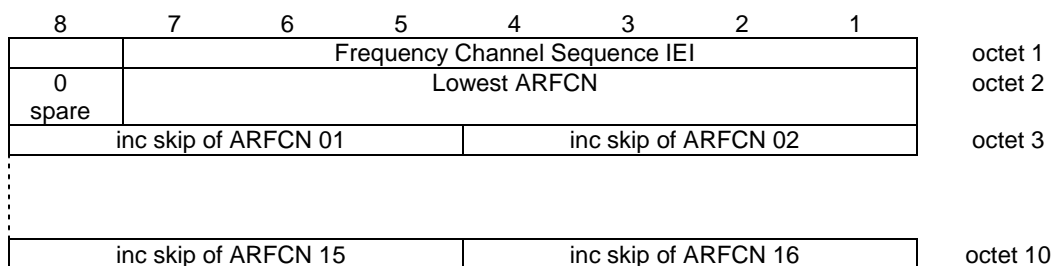 8 7 6 5 4 3 2 1
Frequency Channel Sequence IEI octet 1
0 Lowest ARFCN octet 2
spare
inc skip of ARFCN 01 inc skip of ARFCN 02 octet 3
inc skip of ARFCN 15 inc skip of ARFCN 16 octet 10